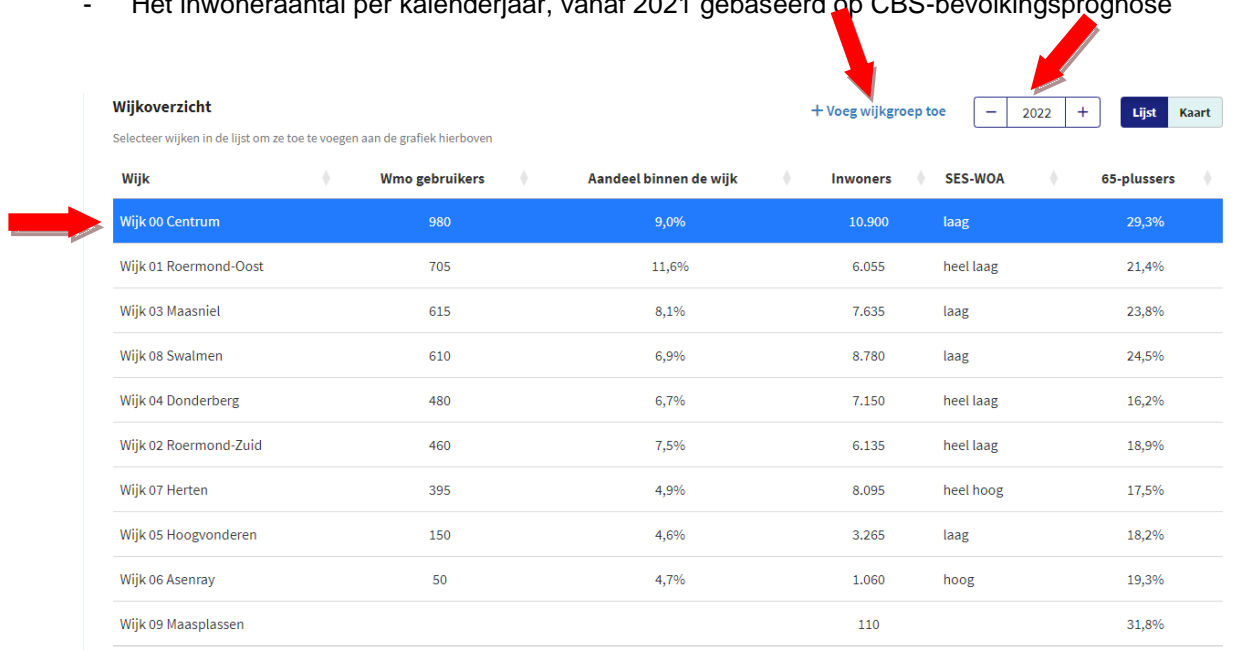 - Het inwoneraantal per kalenderjaar, vanaf 2021 gebaseerd op CBS-bevolkingsprognose
Wijkoverzicht
+ Voeg wijkgroep toe − 2022 + Lijst Kaart
Selecteer wijken in de lijst om ze toe te voegen aan de grafiek hierboven
Wijk Wmo gebruikers Aandeel binnen de wijk Inwoners SES-WOA 65-plussers
Wijk 00 Centrum 980 9,0% 10.900 laag 29,3%
Wijk 01 Roermond-Oost 705 11,6% 6.055 heel laag 21,4%
Wijk 03 Maasniel 615 8,1% 7.635 laag 23,8%
Wijk 08 Swalmen 610 6,9% 8.780 laag 24,5%
Wijk 04 Donderberg 480 6,7% 7.150 heel laag 16,2%
Wijk 02 Roermond-Zuid 460 7,5% 6.135 heel laag 18,9%
Wijk 07 Herten 395 4,9% 8.095 heel hoog 17,5%
Wijk 05 Hoogvonderen 150 4,6% 3.265 laag 18,2%
Wijk 06 Asenray 50 4,7% 1.060 hoog 19,3%
Wijk 09 Maasplassen 110 31,8%